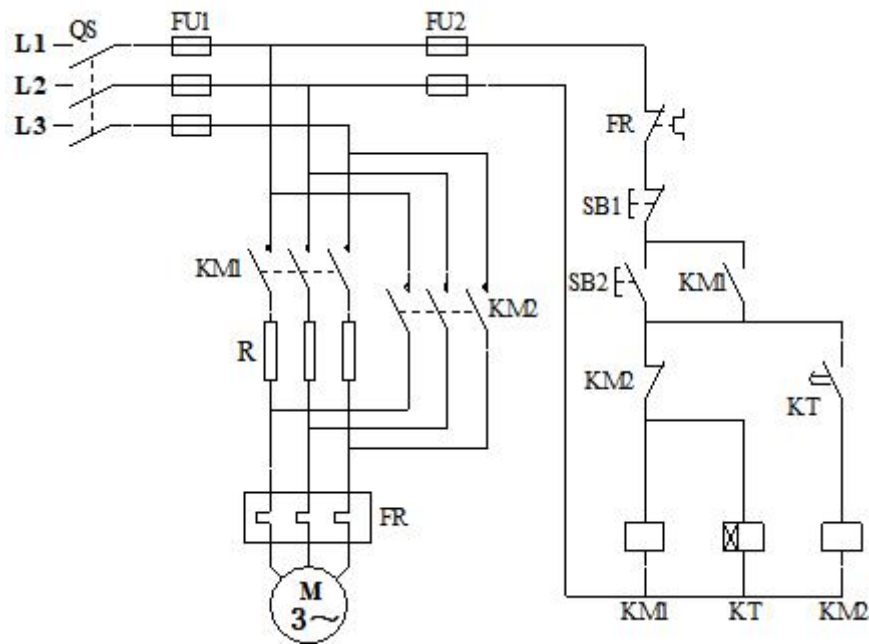 QS FU1 FU2
L1
L2
L3
FR
SB1
KM1 SB2 KM1
KM2
R
KM2 KT
FR
M
3~
KM1 KT KM2